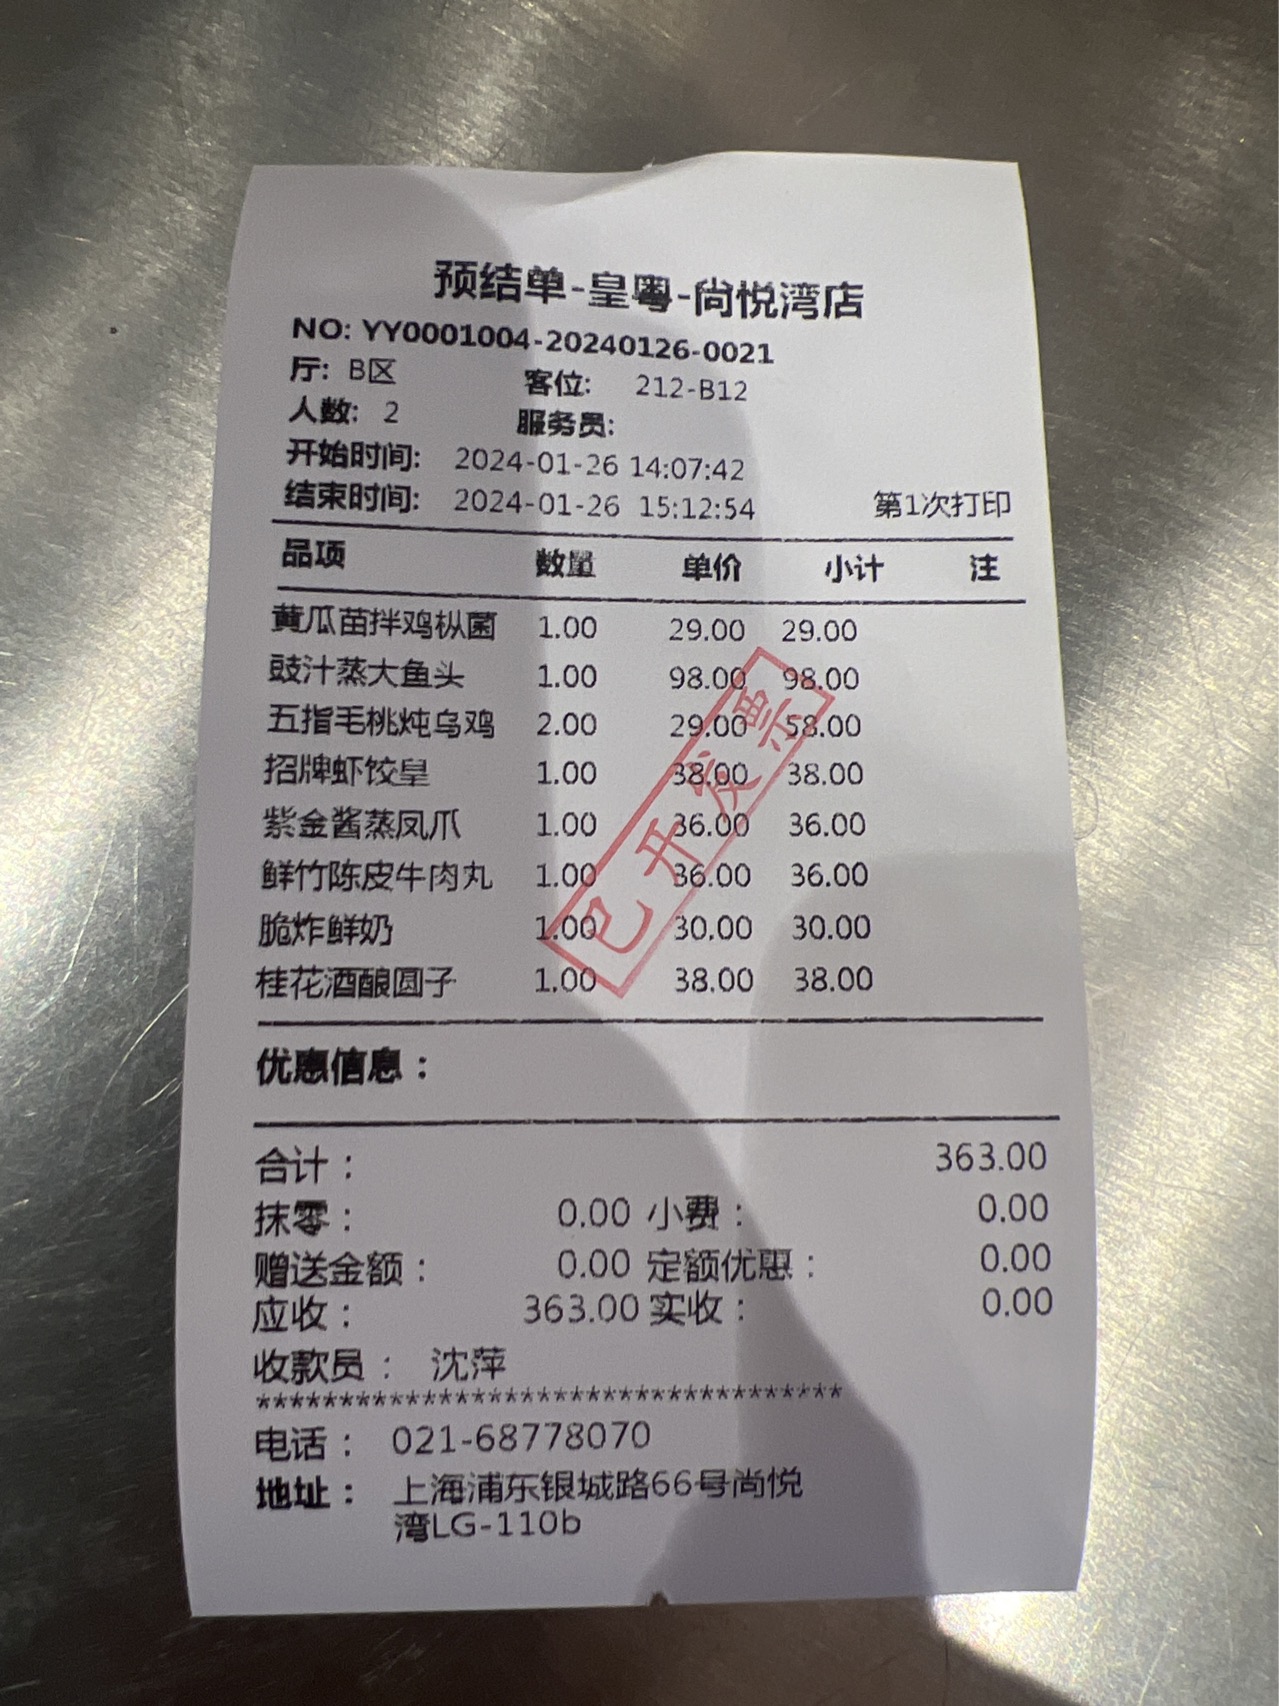 预结单-皇粤-尚悦湾店
NO: YY0001004-20240126-0021
厅: B区 客位: 212-B12
人数: 2 服务员:
开始时间: 2024-01-26 14:07:42
结束时间: 2024-01-26 15:12:54 第1次打印
品项 数量 单价 小计 注
黄瓜苗拌鸡枞菌 1.00 29.00 29.00
豉汁蒸大鱼头 1.00 98.00 98.00
五指毛桃炖乌鸡 2.00 29.00 58.00
招牌虾饺皇 1.00 38.00 38.00
紫金酱蒸凤爪 1.00 36.00 36.00
鲜竹陈皮牛肉丸 1.00 36.00 36.00
脆炸鲜奶 1.00 30.00 30.00
桂花酒酿圆子 1.00 38.00 38.00
已开发票
优惠信息：
合计： 363.00
抹零： 0.00 小费： 0.00
赠送金额： 0.00 定额优惠： 0.00
应收： 363.00 实收： 0.00
收款员： 沈萍
************************************
电话： 021-68778070
地址： 上海浦东银城路66号尚悦
湾LG-110b